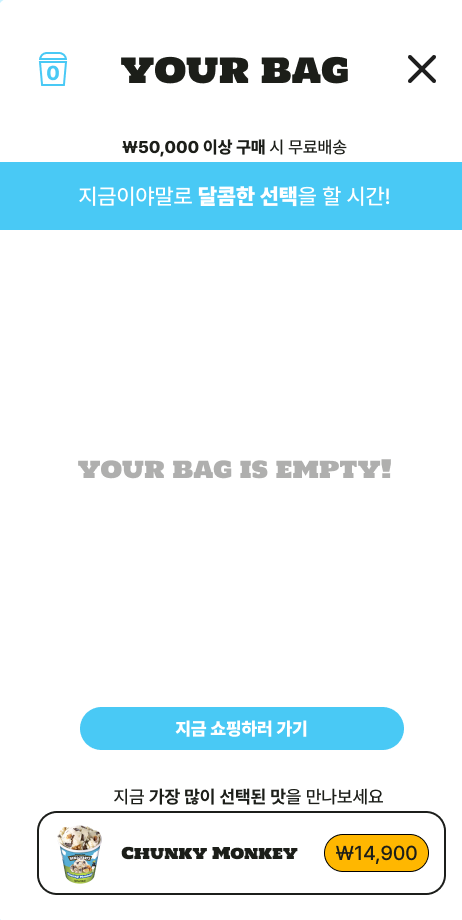 0
YOUR BAG
₩50,000 이상 구매 시 무료배송
지금이야말로 달콤한 선택을 할 시간!
YOUR BAG IS EMPTY!
지금 쇼핑하러 가기
지금 가장 많이 선택된 맛을 만나보세요
CHUNKY MONKEY
₩14,900